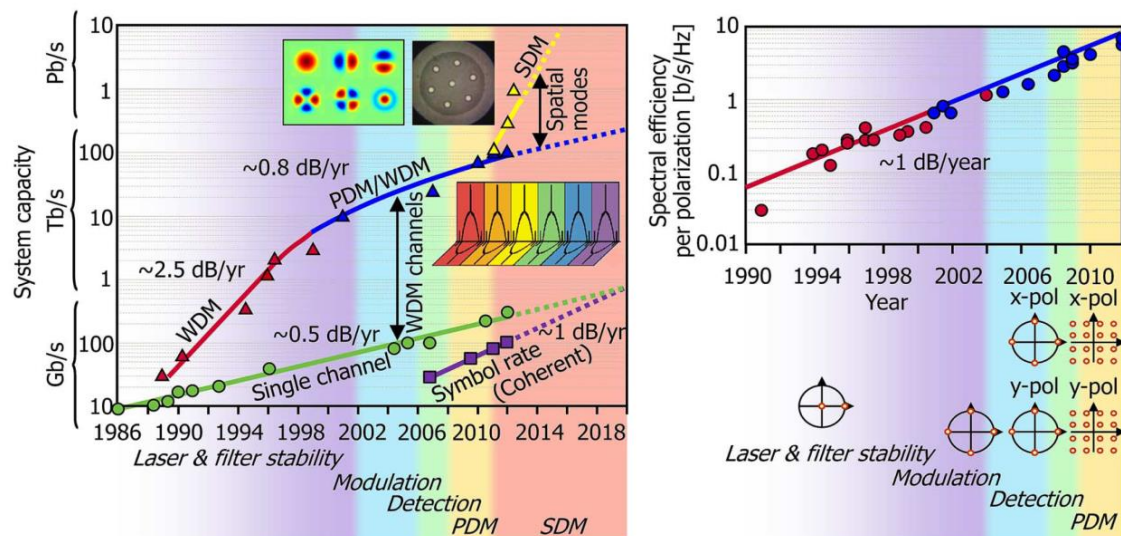 Pb/s
Tb/s
Gb/s
System capacity
10
1
100
10
1
100
10
SDM
Spatial
modes
~0.8 dB/yr
PDM/WDM
~2.5 dB/yr
WDM
WDM channels
~0.5 dB/yr
Single channel
~1 dB/yr
Symbol rate
(Coherent)
1986 1990 1994 1998 2002 2006 2010 2014 2018
Laser & filter stability
Modulation
Detection
PDM
SDM
Spectral efficiency
per polarization [b/s/Hz]
10
1
0.1
0.01
~1 dB/year
1990 1994 1998 2002 2006 2010
Year
x-pol x-pol
y-pol y-pol
Laser & filter stability
Modulation
Detection
PDM